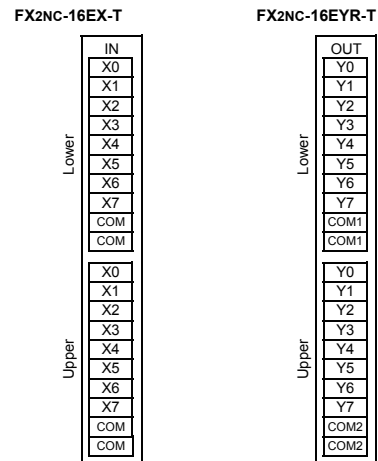 FX2NC-16EX-T
IN
Lower
X0
X1
X2
X3
X4
X5
X6
X7
COM
COM
Upper
X0
X1
X2
X3
X4
X5
X6
X7
COM
COM
FX2NC-16EYR-T
OUT
Lower
Y0
Y1
Y2
Y3
Y4
Y5
Y6
Y7
COM1
COM1
Upper
Y0
Y1
Y2
Y3
Y4
Y5
Y6
Y7
COM2
COM2